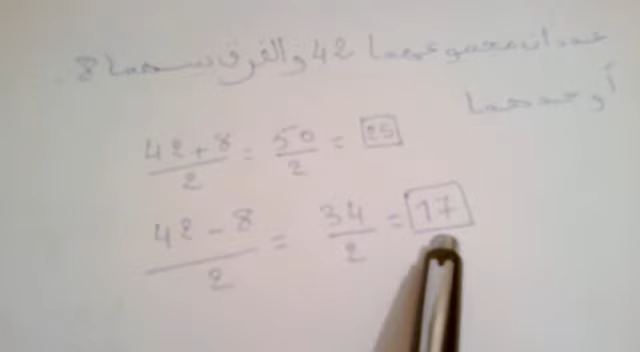 عددان مجموعهما 42 والفرق بينهما 8.
أوجدهما
42+8/2 = 50/2 = 25
42-8/2 = 34/2 = 17